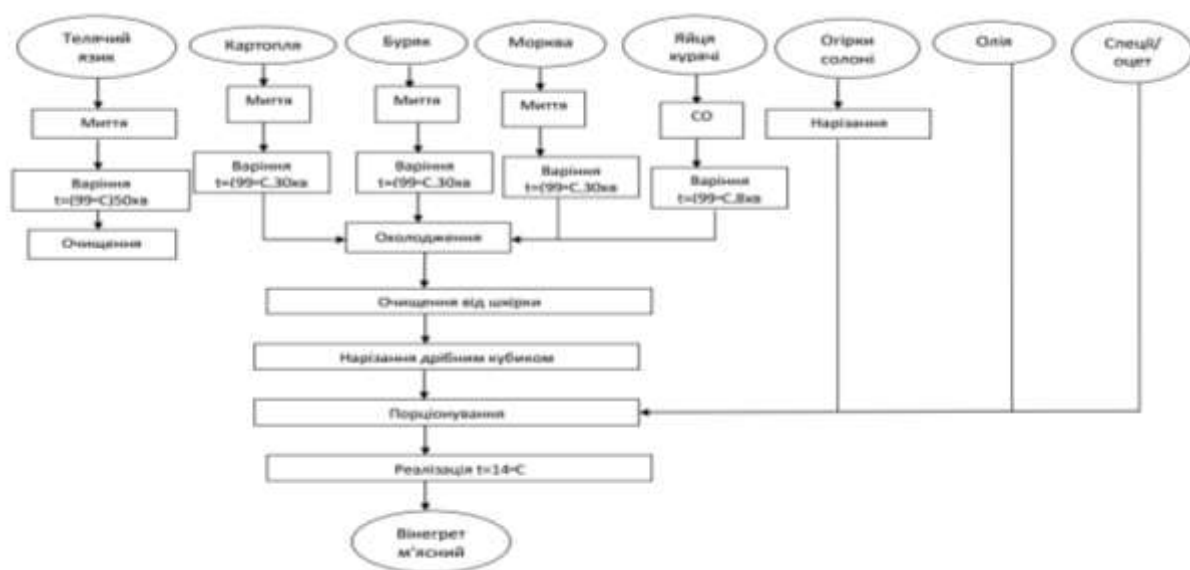 Телячий
язик
Картопля
Буряк
Морква
Яйця
курячі
Огірки
солоні
Олія
Спеції/
оцет
Миття
Миття
Миття
Миття
СО
Нарізання
Варіння
t=(99◦С)50хв
Варіння
t=(99◦С.30хв
Варіння
t=(99◦С.30хв
Варіння
t=(99◦С.30хв
Варіння
t=(99◦С.8хв
Очищення
Охолодження
Очищення від шкірки
Нарізання дрібним кубиком
Порціонування
Реалізація t=14◦С
Вінегрет
м'ясний